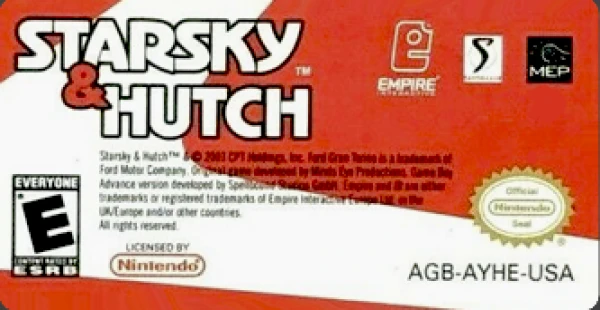 STARSKY™
& HUTCH
EMPIRE
INTERACTIVE
MEP
Starsky & Hutch™ & © 2003 CPT Holdings, Inc. Ford Gran Torino is a trademark of
Ford Motor Company. Original game developed by Minds Eye Productions. Game Boy
Advance version developed by Spellbound Studios GmbH. Empire and are either
trademarks or registered trademarks of Empire Interactive Europe Ltd. in the
UK/Europe and/or other countries.
All rights reserved.
EVERYONE
E
CONTENT RATED BY
ESRB
LICENSED BY
Nintendo®
Official
Nintendo
Seal
®
AGB-AYHE-USA